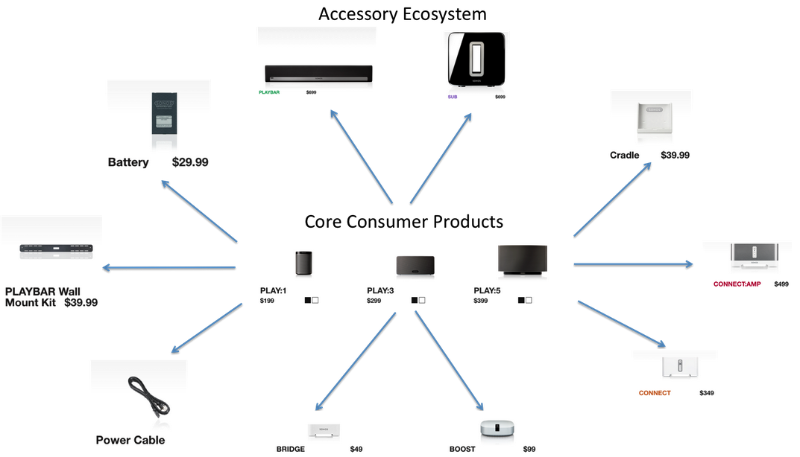 Accessory Ecosystem
PLAYBAR $699
SUB $699
Battery $29.99
Cradle $39.99
Core Consumer Products
PLAYBAR Wall
Mount Kit $39.99
PLAY:1
$199
PLAY:3
$299
PLAY:5
$399
CONNECT:AMP $499
CONNECT $349
Power Cable
BRIDGE $49
BOOST $99